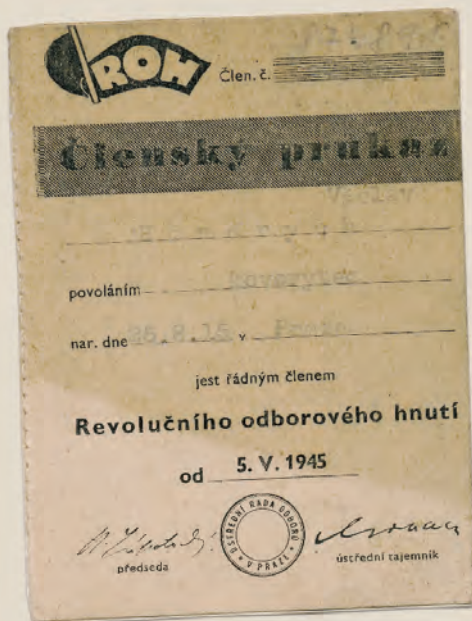 ROH
Člen. č.
Členský průkaz
Václav
povoláním
nar. dne 26.8.15 v Praze
jest řádným členem
Revolučního odborového hnutí
od 5. V. 1945
ÚSTŘEDNÍ RADA ODBORŮ
V PRAZE
předseda
ústřední tajemník